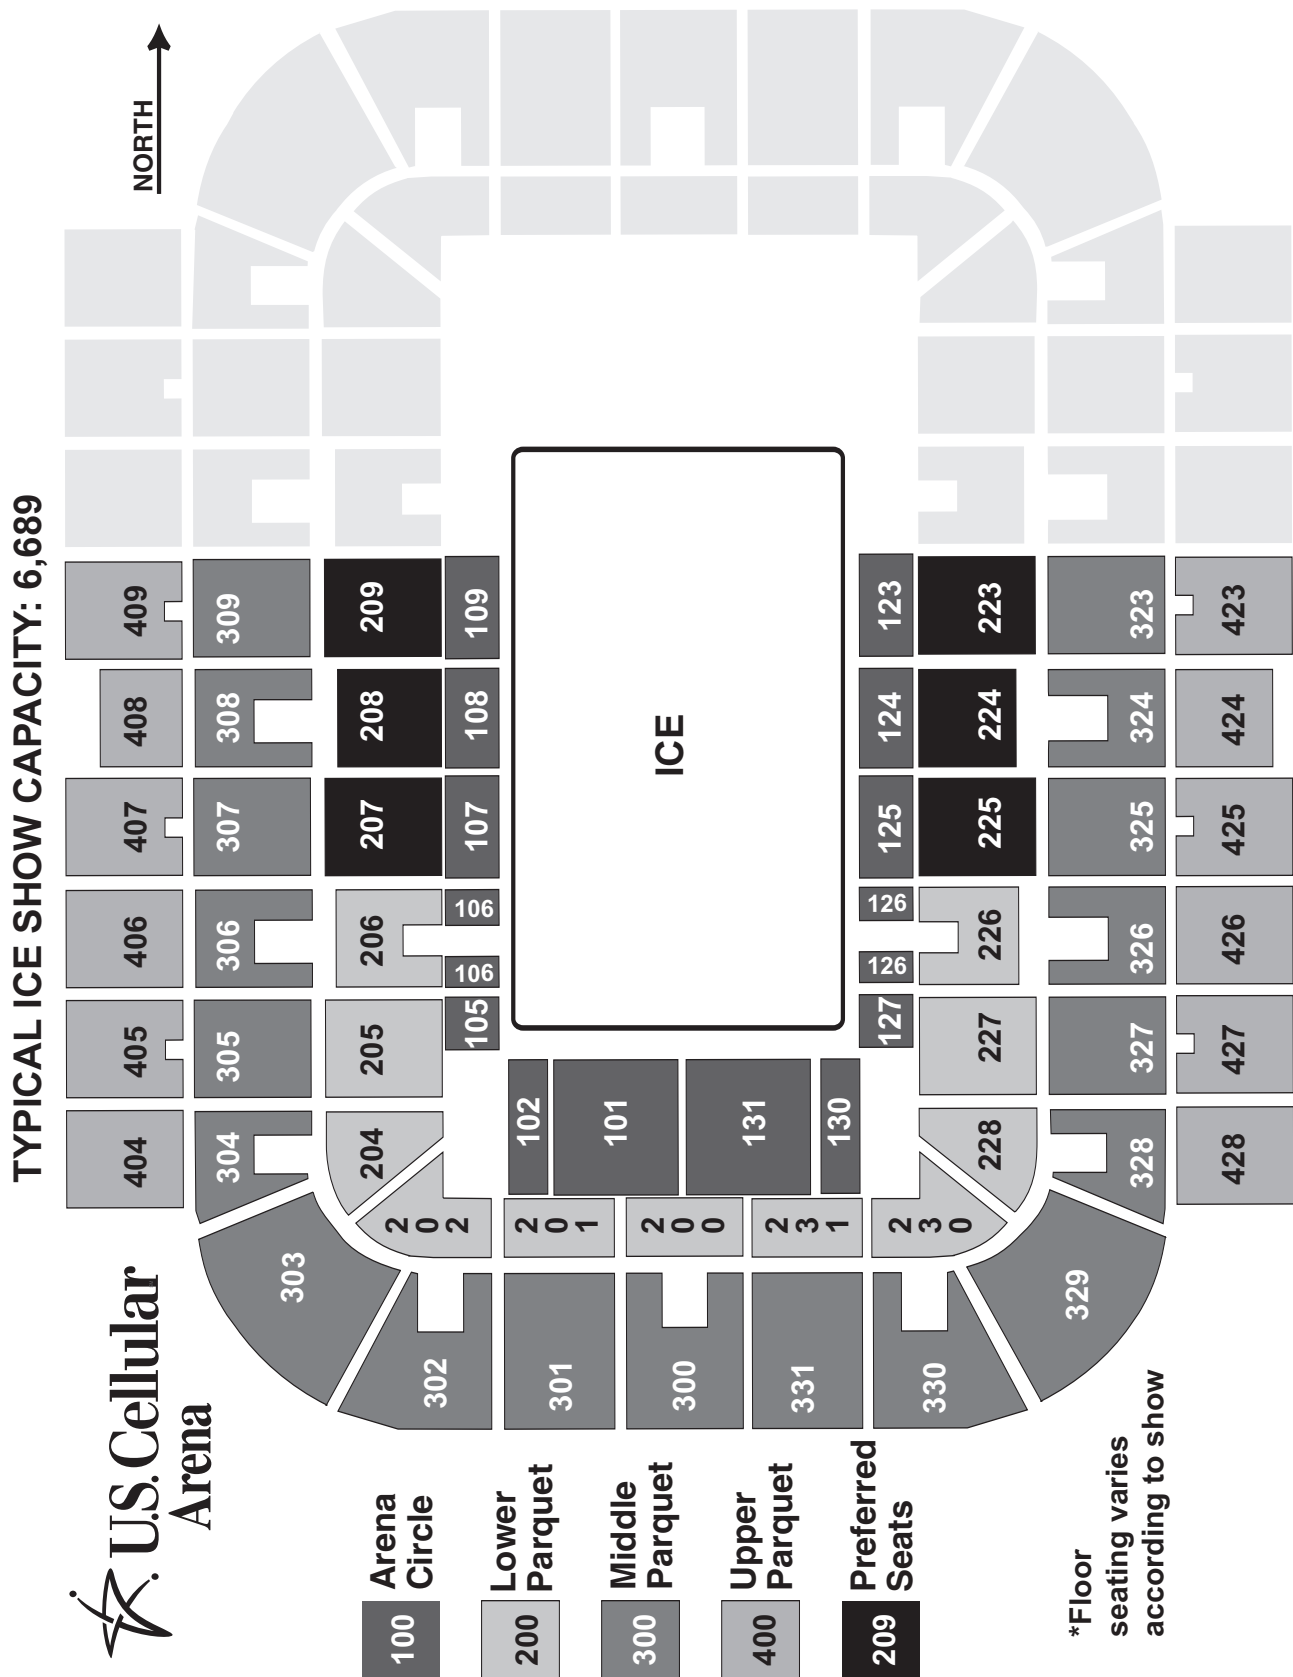 TYPICAL ICE SHOW CAPACITY: 6,689
U.S. Cellular
Arena
NORTH
404 405 406 407 408 409
304 305 306 307 308 309
303
204 205 206 207 208 209
202
302
105 106 106 107 108 109
102
301 201
101
ICE
300 200
131
331 231
130
127 126 126 125 124 123
330 230
228 227 226 225 224 223
329
328 327 326 325 324 323
428 427 426 425 424 423
100 Arena
Circle
200 Lower
Parquet
300 Middle
Parquet
400 Upper
Parquet
209 Preferred
Seats
*Floor
seating varies
according to show